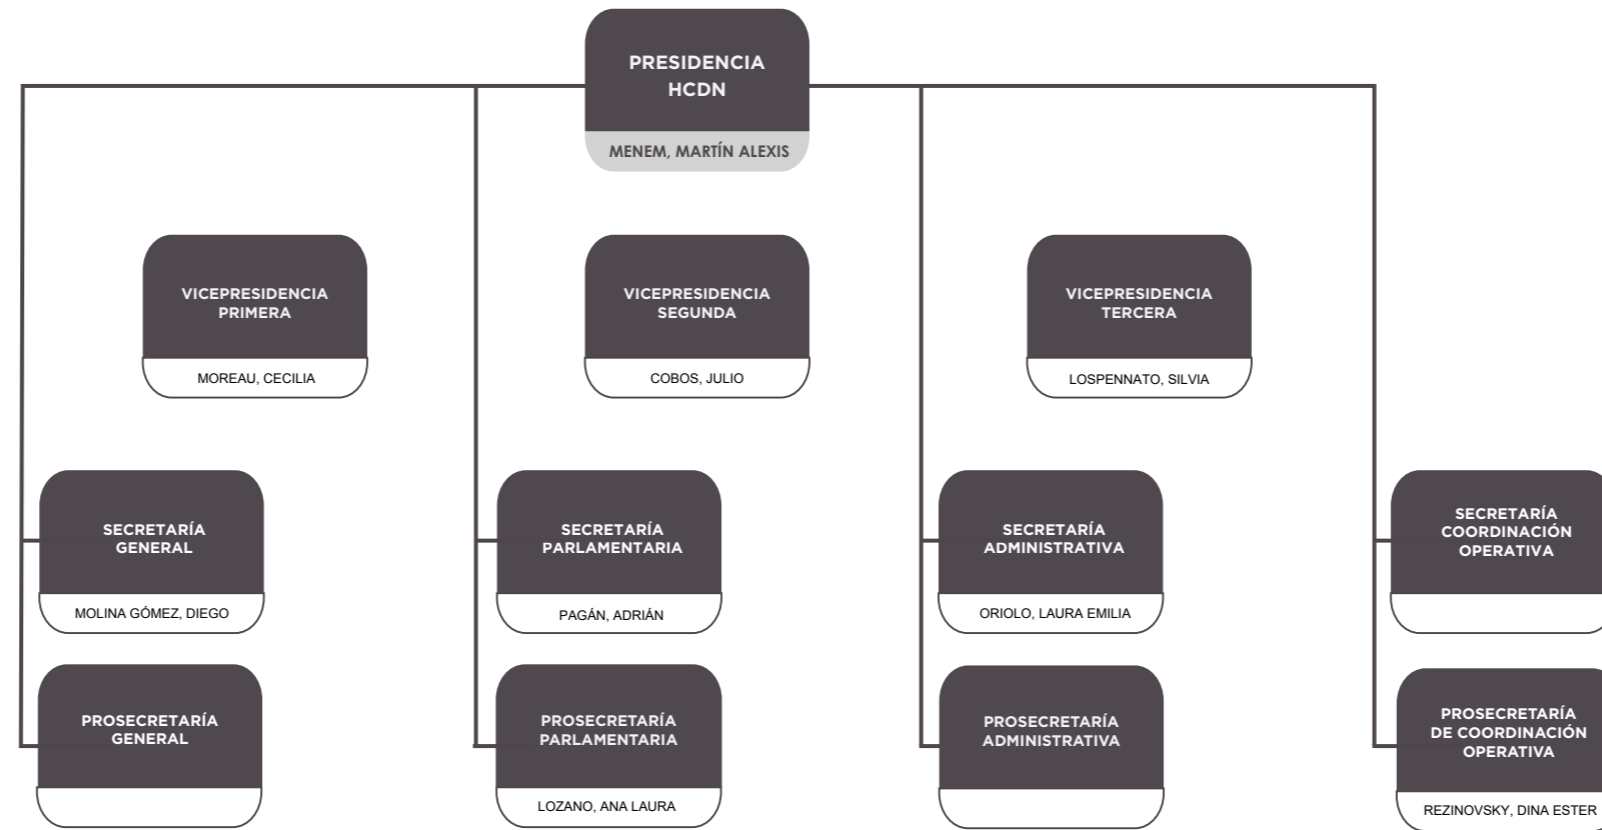 PRESIDENCIA
HCDN
MENEM, MARTÍN ALEXIS
VICEPRESIDENCIA
PRIMERA
MOREAU, CECILIA
VICEPRESIDENCIA
SEGUNDA
COBOS, JULIO
VICEPRESIDENCIA
TERCERA
LOSPENNATO, SILVIA
SECRETARÍA
GENERAL
MOLINA GÓMEZ, DIEGO
SECRETARÍA
PARLAMENTARIA
PAGÁN, ADRIÁN
SECRETARÍA
ADMINISTRATIVA
ORIOLO, LAURA EMILIA
SECRETARÍA
COORDINACIÓN
OPERATIVA
PROSECRETARÍA
GENERAL
PROSECRETARÍA
PARLAMENTARIA
LOZANO, ANA LAURA
PROSECRETARÍA
ADMINISTRATIVA
PROSECRETARÍA
DE COORDINACIÓN
OPERATIVA
REZINOVSKY, DINA ESTER